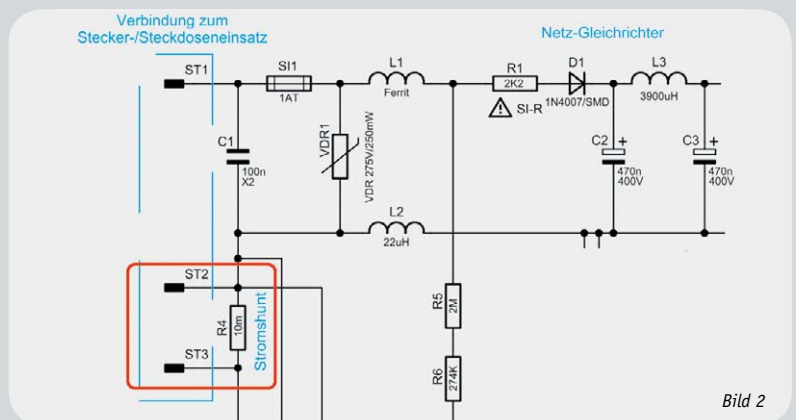 Verbindung zum
Stecker-/Steckdoseneinsatz
Netz-Gleichrichter
ST1
SI1
1AT
L1
Ferrit
R1
2K2
SI-R
D1
1N4007/SMD
L3
3900uH
C1
100n
X2
VDR1
VDR 275V/250mW
C2
+
470n
400V
C3
+
470n
400V
L2
22uH
ST2
R4
10m
Stromshunt
ST3
R5
2M
R6
274K
Bild 2